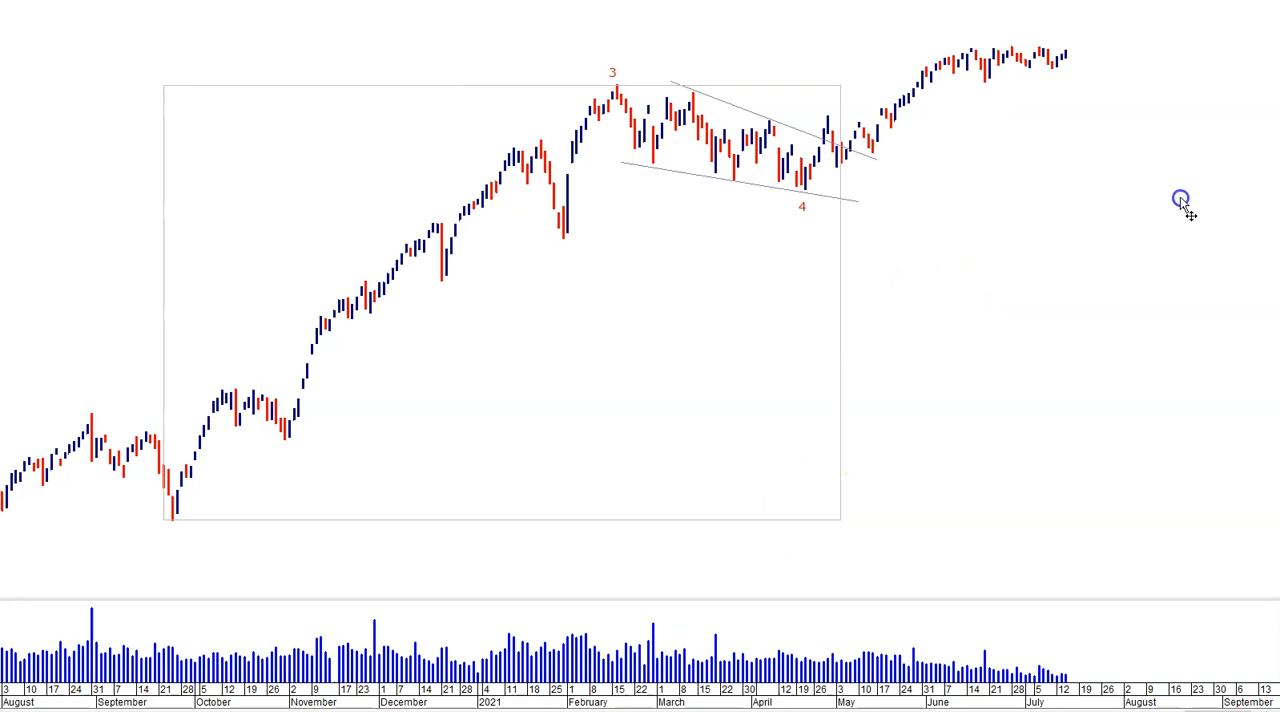 3
4
3 10 17 24 31 7 14 21 28 5 12 19 26 2 9 17 23 1 7 14 21 28 4 11 18 25 1 8 15 22 1 8 15 22 30 12 19 26 3 10 17 24 31 7 14 21 28 5 12 19 26 2 9 16 23 30 6 13
August September October November December 2021 February March April May June July August September